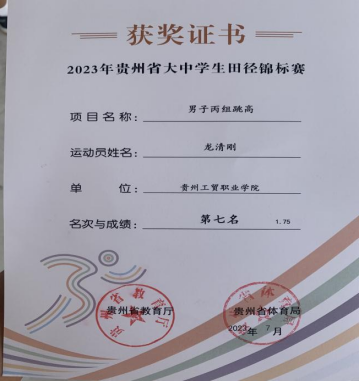 获奖证书
2023年贵州省大中学生田径锦标赛
项目名称： 男子丙组跳高
运动员姓名： 龙清刚
单 位： 贵州工贸职业学院
名次与成绩： 第七名 1.75
贵州省教育厅 贵州省体育局
2023年7月